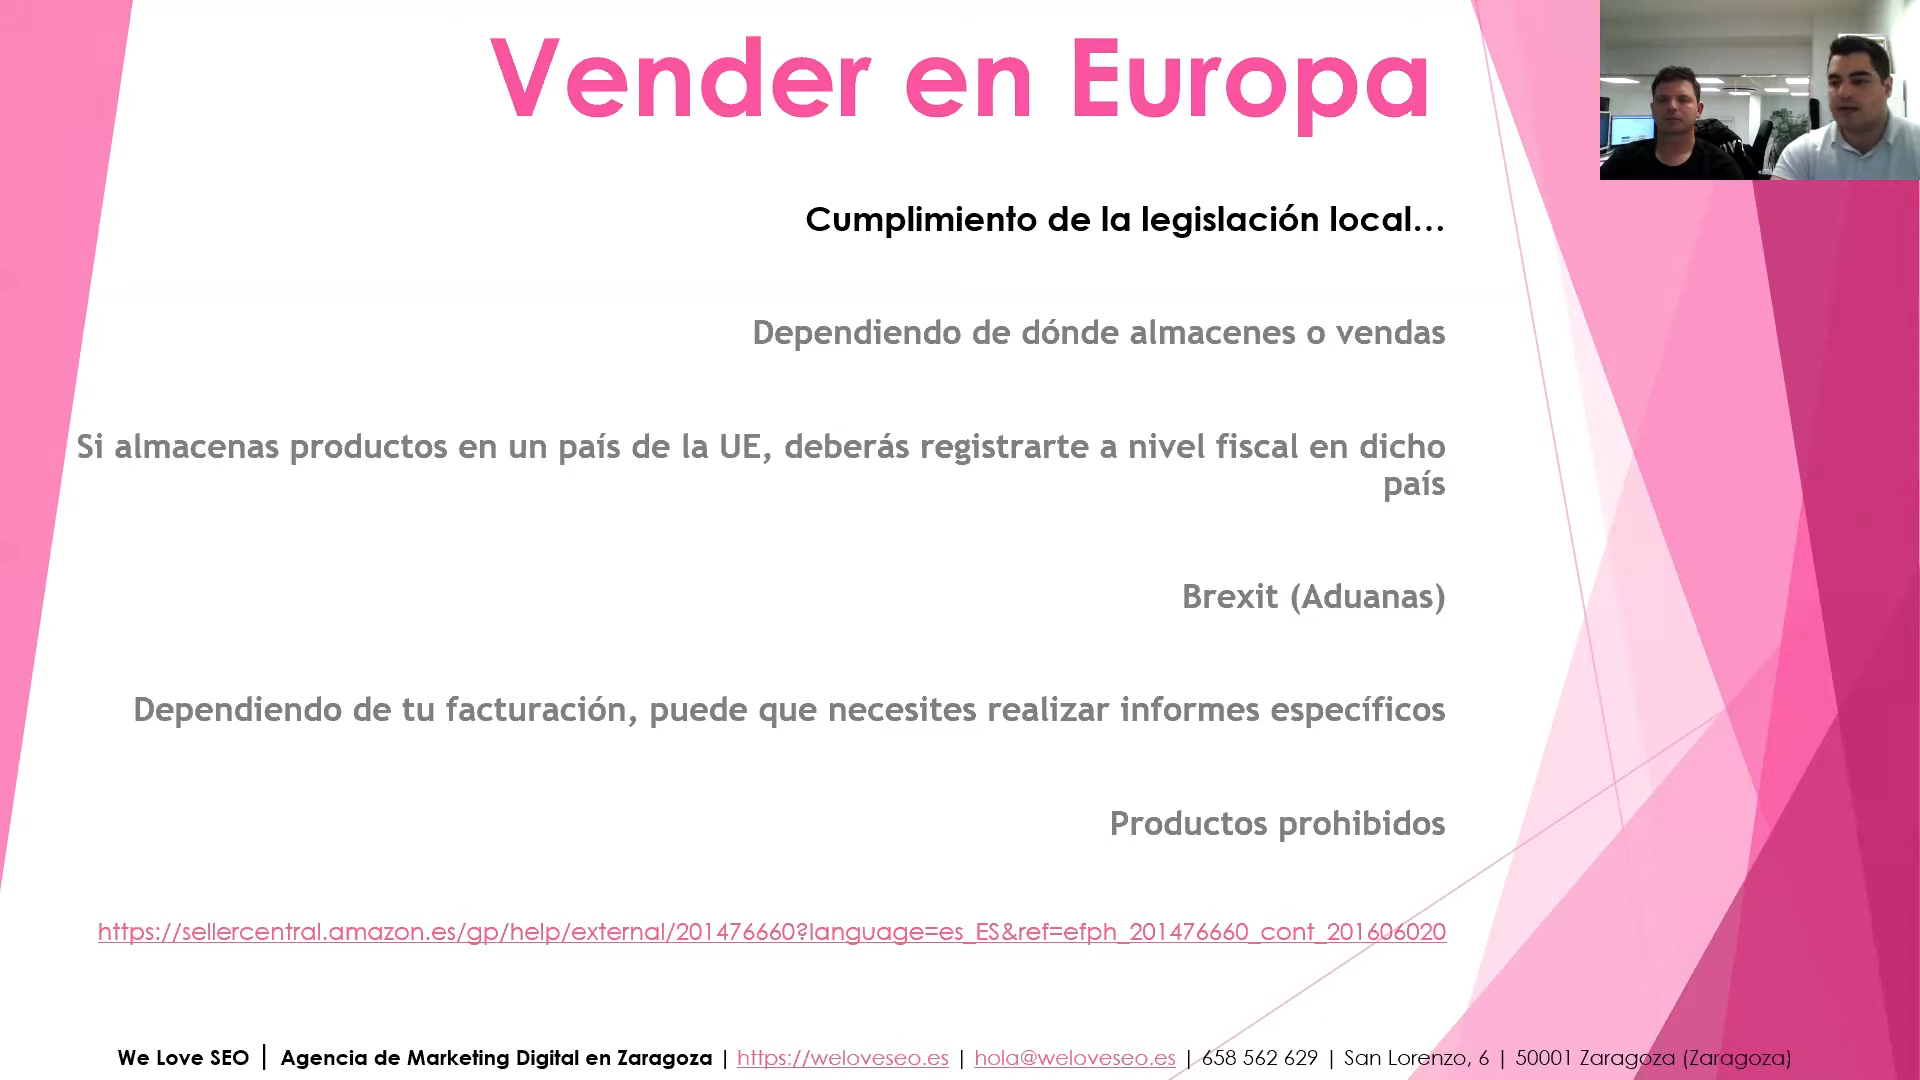 Vender en Europa
Cumplimiento de la legislación local...
Dependiendo de dónde almacenes o vendas
Si almacenas productos en un país de la UE, deberás registrarte a nivel fiscal en dicho
país
Brexit (Aduanas)
Dependiendo de tu facturación, puede que necesites realizar informes específicos
Productos prohibidos
https://sellercentral.amazon.es/gp/help/external/201476660?language=es_ES&ref=efph_201476660_cont_201606020
We Love SEO | Agencia de Marketing Digital en Zaragoza | https://weloveseo.es | hola@weloveseo.es | 658 562 629 | San Lorenzo, 6 | 50001 Zaragoza (Zaragoza)